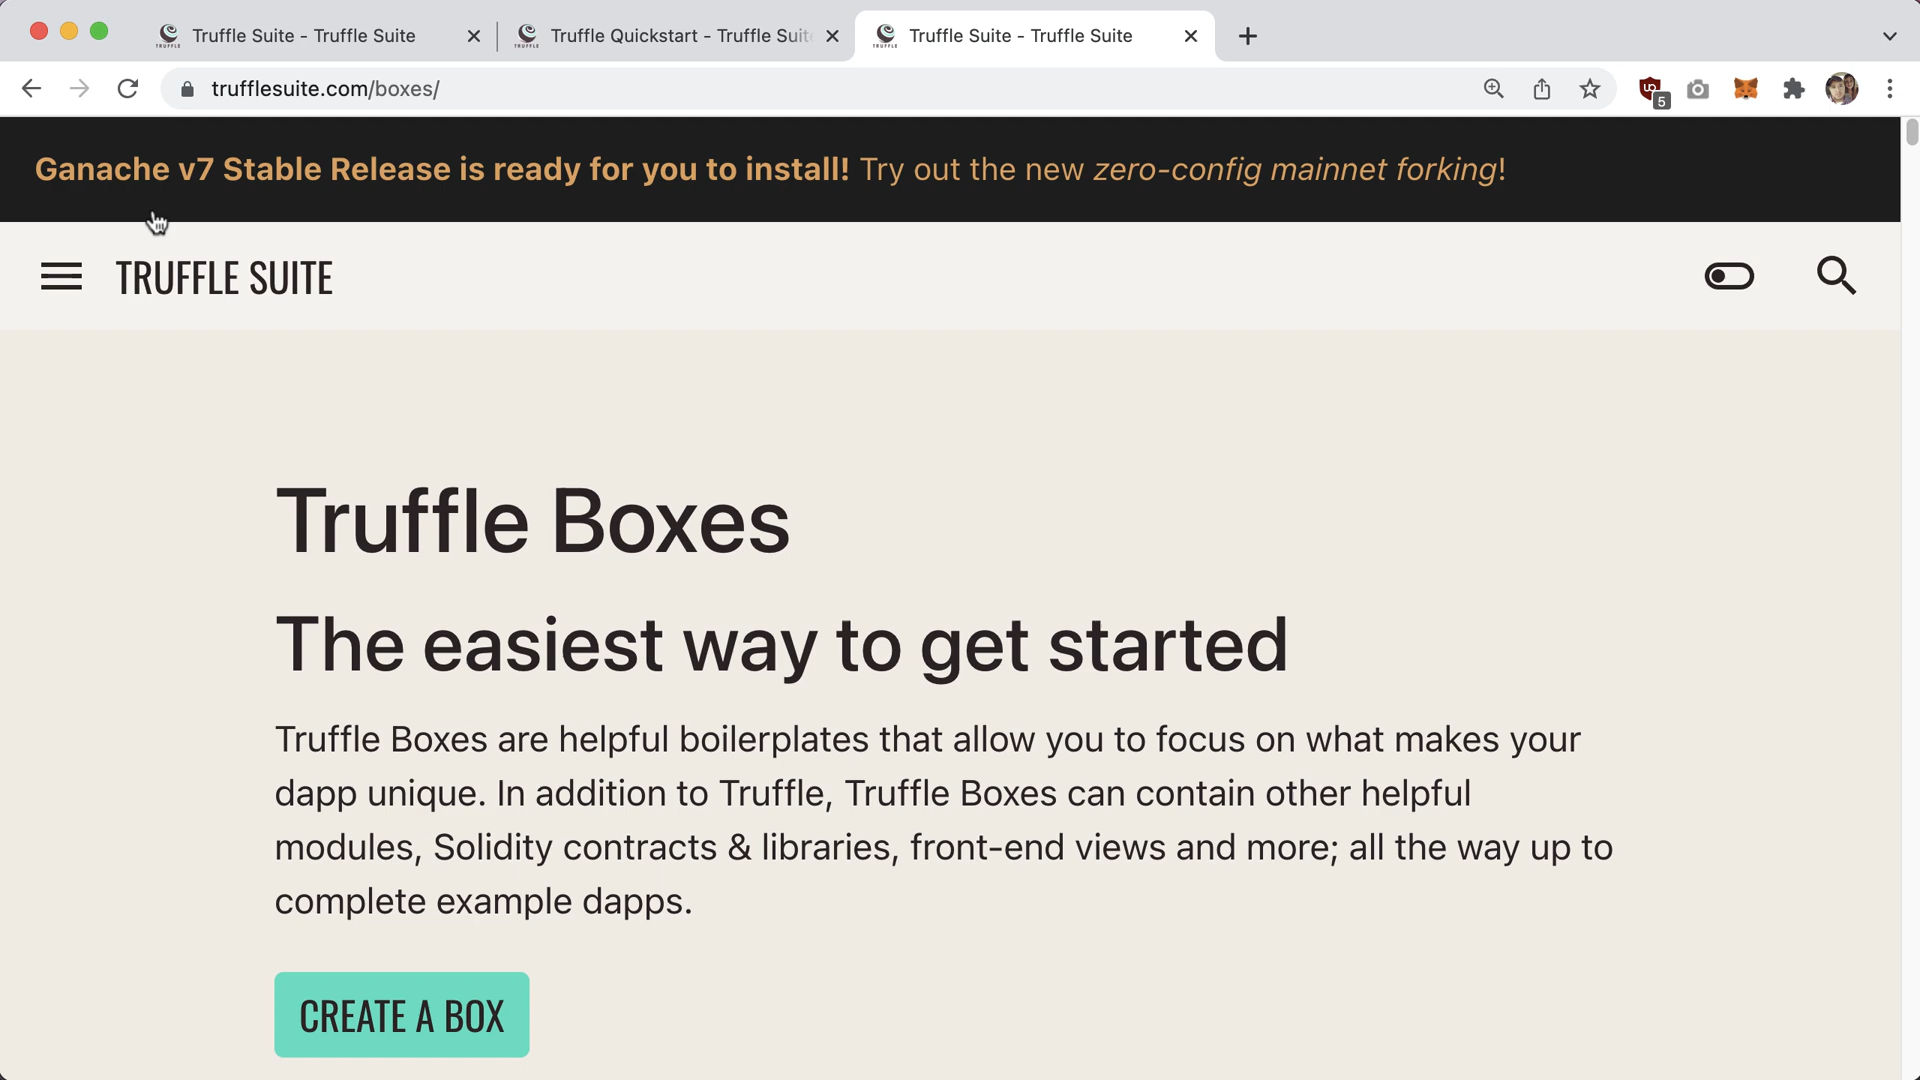 Truffle Suite - Truffle Suite
Truffle Quickstart - Truffle Suite
Truffle Suite - Truffle Suite
trufflesuite.com/boxes/
5
Ganache v7 Stable Release is ready for you to install! Try out the new zero-config mainnet forking!
TRUFFLE SUITE
Truffle Boxes
The easiest way to get started
Truffle Boxes are helpful boilerplates that allow you to focus on what makes your
dapp unique. In addition to Truffle, Truffle Boxes can contain other helpful
modules, Solidity contracts & libraries, front-end views and more; all the way up to
complete example dapps.
CREATE A BOX